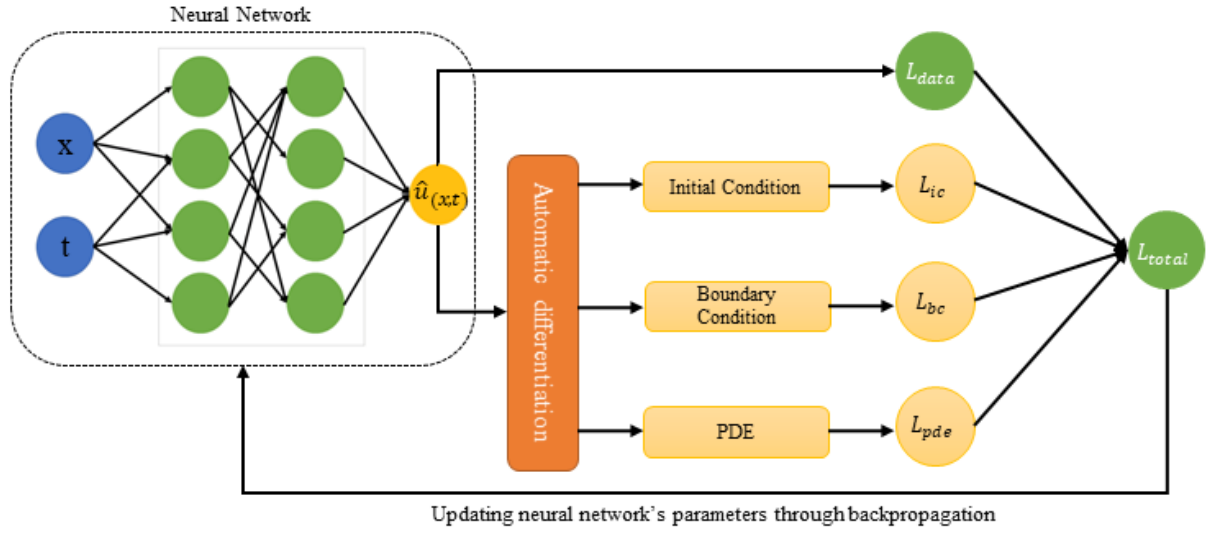 Neural Network
x
t
û(x,t)
Automatic differentiation
Initial Condition
Boundary
Condition
PDE
L_data
L_ic
L_bc
L_pde
L_total
Updating neural network's parameters through backpropagation